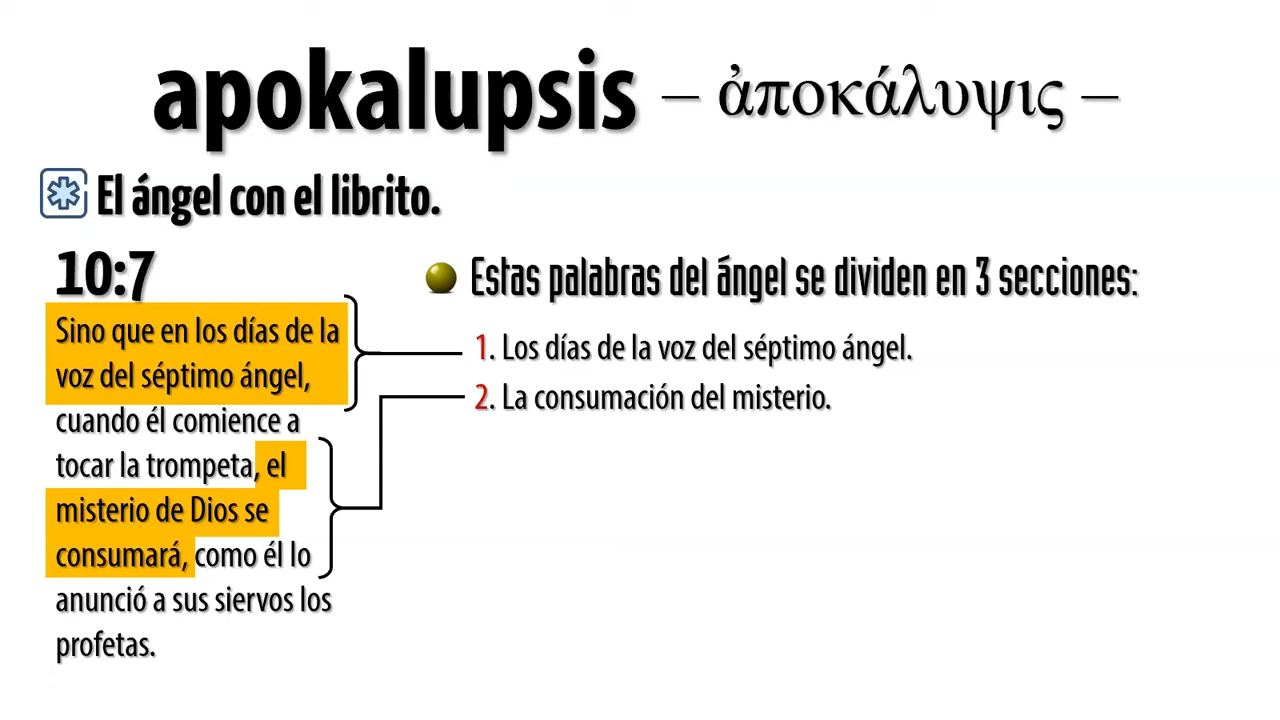 apokalupsis – ἀποκάλυψις –
El ángel con el librito.
10:7
Sino que en los días de la
voz del séptimo ángel,
cuando él comience a
tocar la trompeta, el
misterio de Dios se
consumará, como él lo
anunció a sus siervos los
profetas.
Estas palabras del ángel se dividen en 3 secciones:
1. Los días de la voz del séptimo ángel.
2. La consumación del misterio.